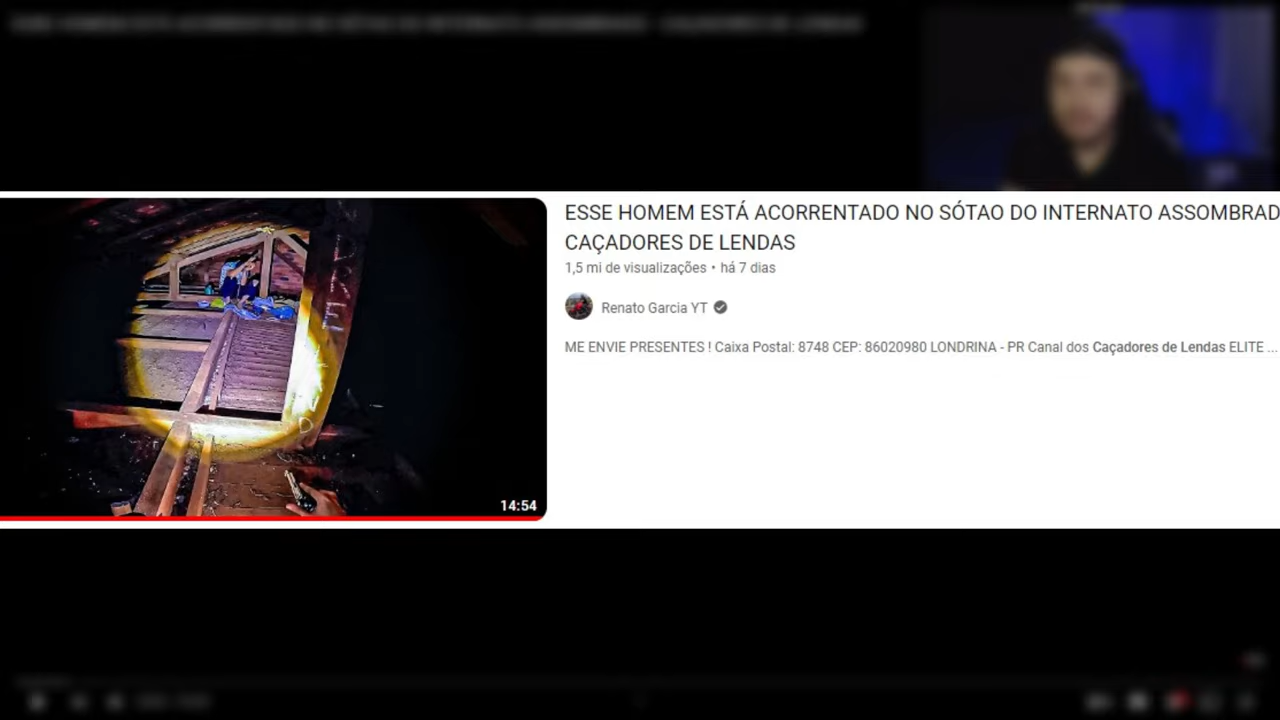 ESSE HOMEM ESTÁ ACORRENTADO NO SÓTAO DO INTERNATO ASSOMBRAD
CAÇADORES DE LENDAS
1,5 mi de visualizações • há 7 dias
Renato Garcia YT
ME ENVIE PRESENTES ! Caixa Postal: 8748 CEP: 86020980 LONDRINA - PR Canal dos Caçadores de Lendas ELITE ...
14:54